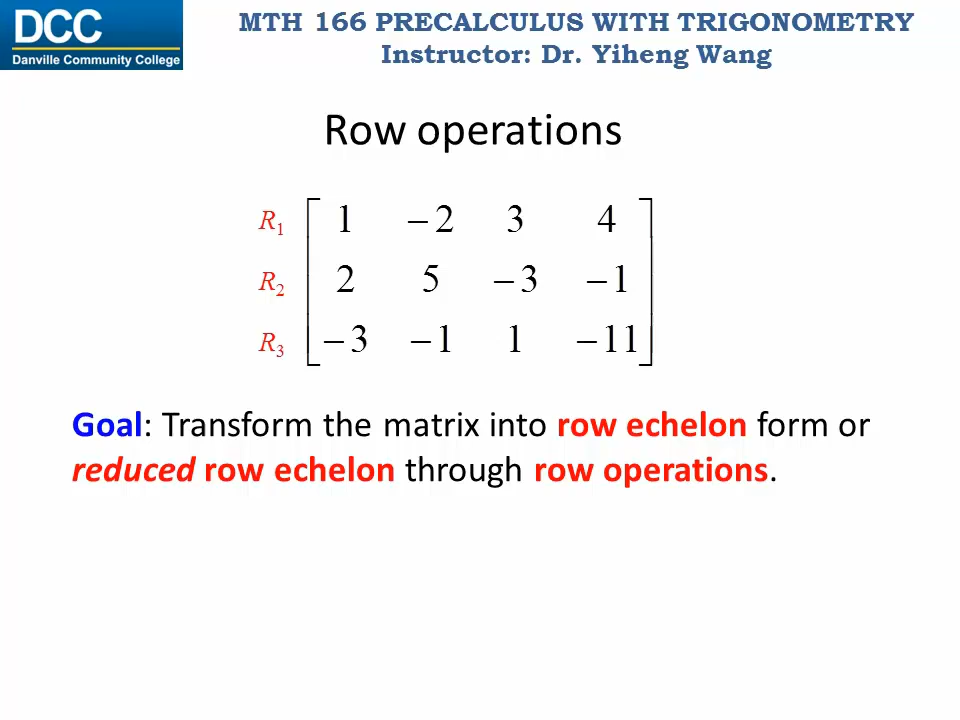 DCC
Danville Community College
MTH 166 PRECALCULUS WITH TRIGONOMETRY
Instructor: Dr. Yiheng Wang
Row operations
R1 1 −2 3 4
R2 2 5 −3 −1
R3 −3 −1 1 −11
Goal: Transform the matrix into row echelon form or
reduced row echelon through row operations.